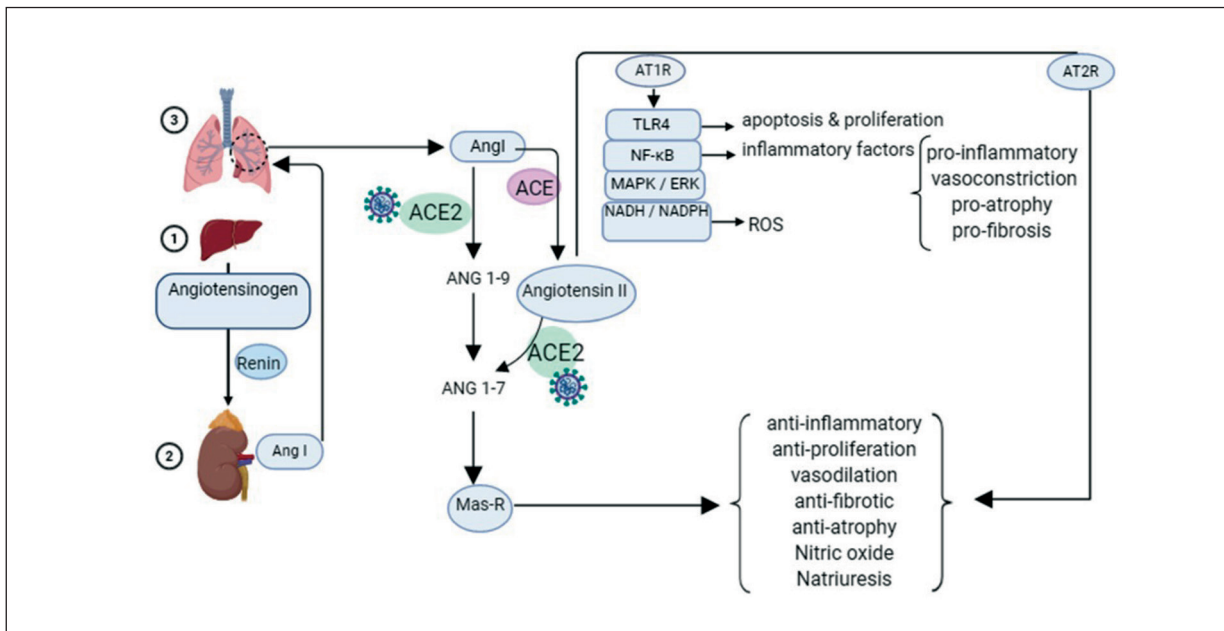 3
1
Angiotensinogen
Renin
2
Ang I
AngI
ACE
ACE2
ANG 1-9
Angiotensin II
ACE2
ANG 1-7
Mas-R
AT1R
TLR4
NF-κB
MAPK / ERK
NADH / NADPH
apoptosis & proliferation
inflammatory factors
ROS
pro-inflammatory
vasoconstriction
pro-atrophy
pro-fibrosis
AT2R
anti-inflammatory
anti-proliferation
vasodilation
anti-fibrotic
anti-atrophy
Nitric oxide
Natriuresis